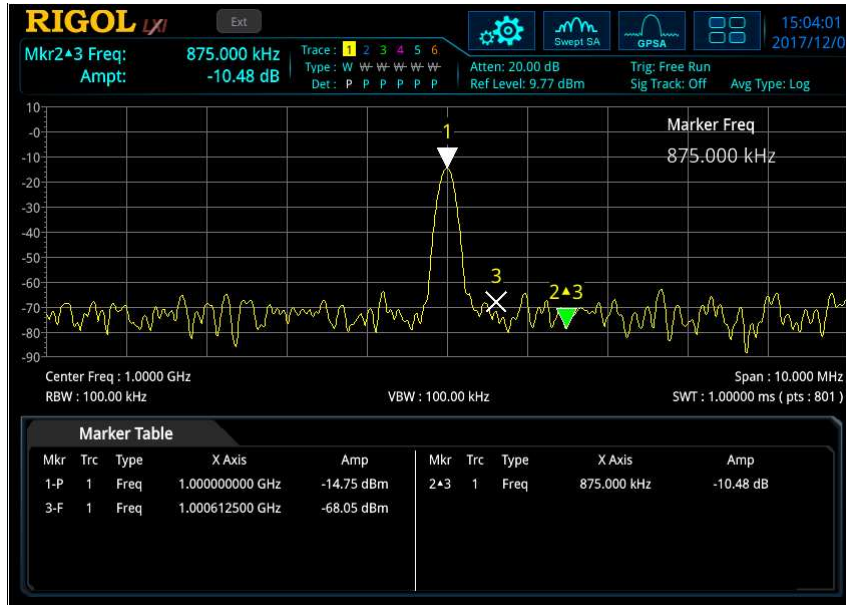 RIGOL LXI Ext
Swept SA GPSA 15:04:01
2017/12/0
Mkr2▲3 Freq: 875.000 kHz
Ampt: -10.48 dB
Trace: 1 2 3 4 5 6
Type: W W W W W W
Det: P P P P P P
Atten: 20.00 dB Trig: Free Run
Ref Level: 9.77 dBm Sig Track: Off Avg Type: Log
10
-0
-10
-20
-30
-40
-50
-60
-70
-80
-90
Marker Freq
875.000 kHz
1
3
2▲3
Center Freq : 1.0000 GHz Span : 10.000 MHz
RBW : 100.00 kHz VBW : 100.00 kHz SWT : 1.00000 ms ( pts : 801 )
Marker Table
Mkr Trc Type X Axis Amp Mkr Trc Type X Axis Amp
1-P 1 Freq 1.000000000 GHz -14.75 dBm 2▲3 1 Freq 875.000 kHz -10.48 dB
3-F 1 Freq 1.000612500 GHz -68.05 dBm